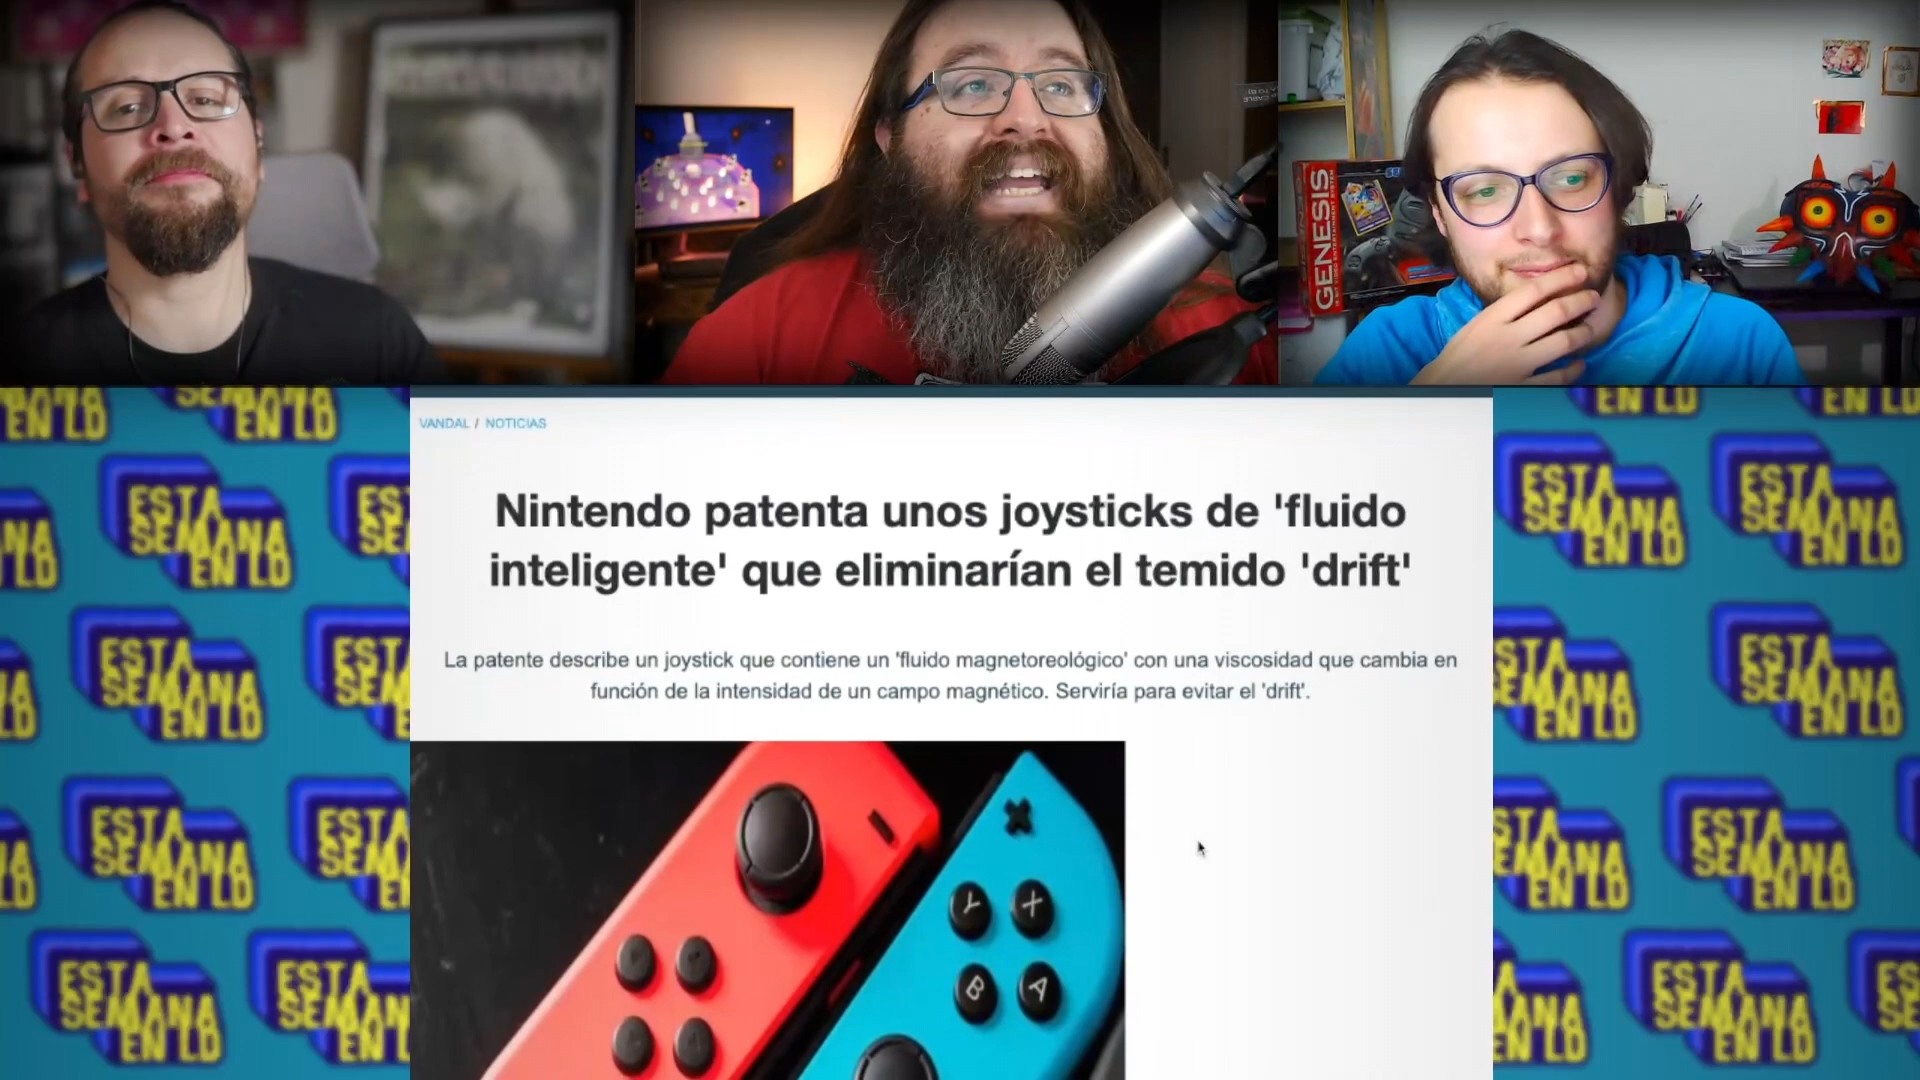 GENESIS
VANDAL / NOTICIAS
Nintendo patenta unos joysticks de 'fluido
inteligente' que eliminarían el temido 'drift'
La patente describe un joystick que contiene un 'fluido magnetoreológico' con una viscosidad que cambia en
función de la intensidad de un campo magnético. Serviría para evitar el 'drift'.
Y X
B A
ESTA
SEMANA
EN LD